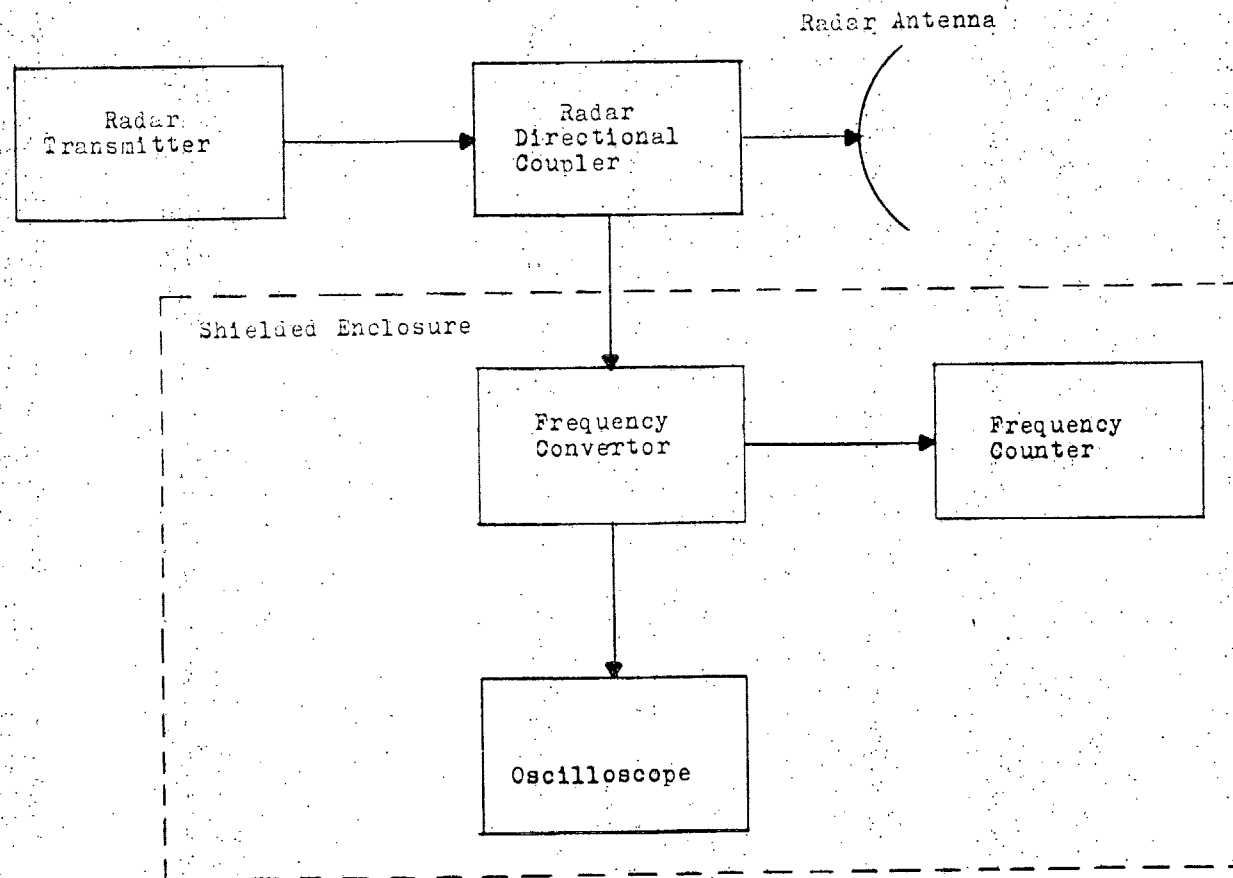 Radar Antenna
Radar
Transmitter
Radar
Directional
Coupler
Shielded Enclosure
Frequency
Convertor
Frequency
Counter
Oscilloscope